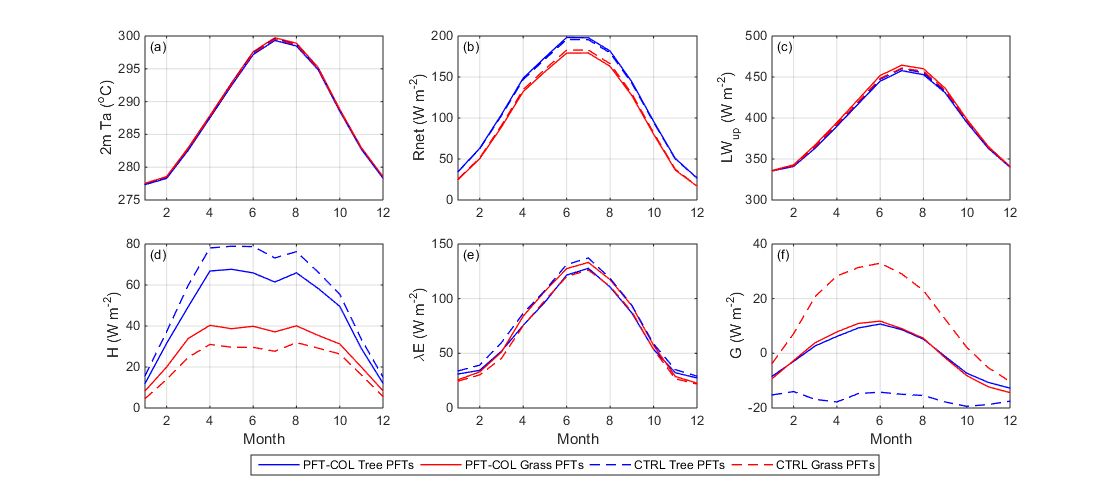 (a)
300
295
290
285
280
275
2m Ta (°C)
2 4 6 8 10 12
(b)
200
150
100
50
0
Rnet (W m-2)
2 4 6 8 10 12
(c)
500
450
400
350
300
LWup (W m-2)
2 4 6 8 10 12
(d)
80
60
40
20
0
H (W m-2)
2 4 6 8 10 12
Month
(e)
150
100
50
0
λE (W m-2)
2 4 6 8 10 12
(f)
40
20
0
-20
G (W m-2)
2 4 6 8 10 12
Month
PFT-COL Tree PFTs PFT-COL Grass PFTs CTRL Tree PFTs CTRL Grass PFTs